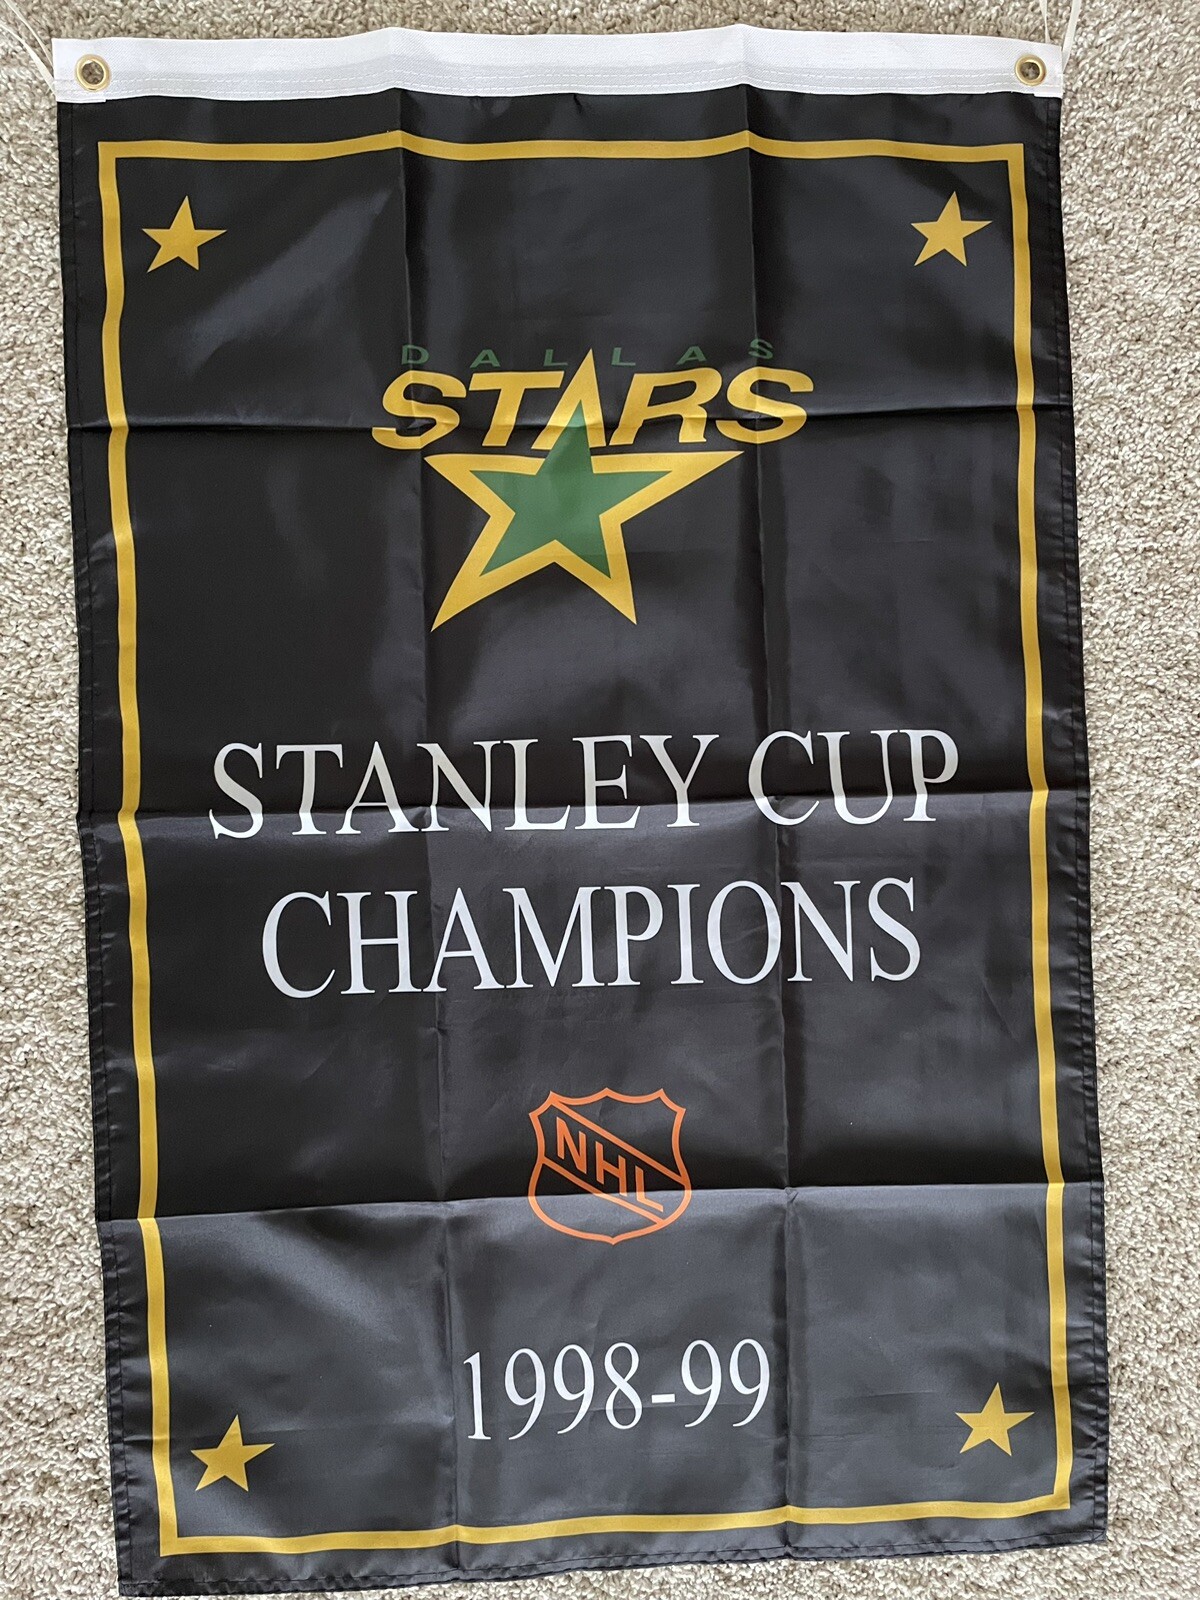 DALLAS
STARS
STANLEY CUP
CHAMPIONS
NHL
1998-99